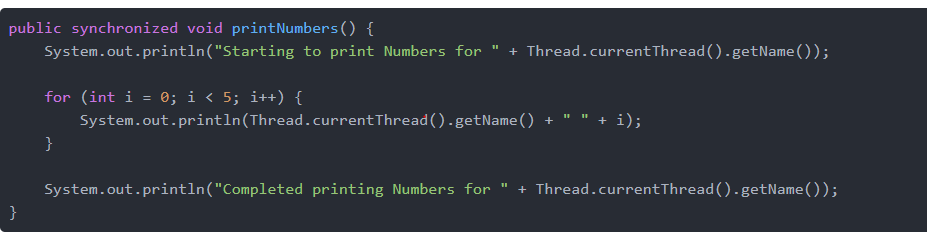 public synchronized void printNumbers() {
    System.out.println("Starting to print Numbers for " + Thread.currentThread().getName());

    for (int i = 0; i < 5; i++) {
        System.out.println(Thread.currentThread().getName() + " " + i);
    }

    System.out.println("Completed printing Numbers for " + Thread.currentThread().getName());
}